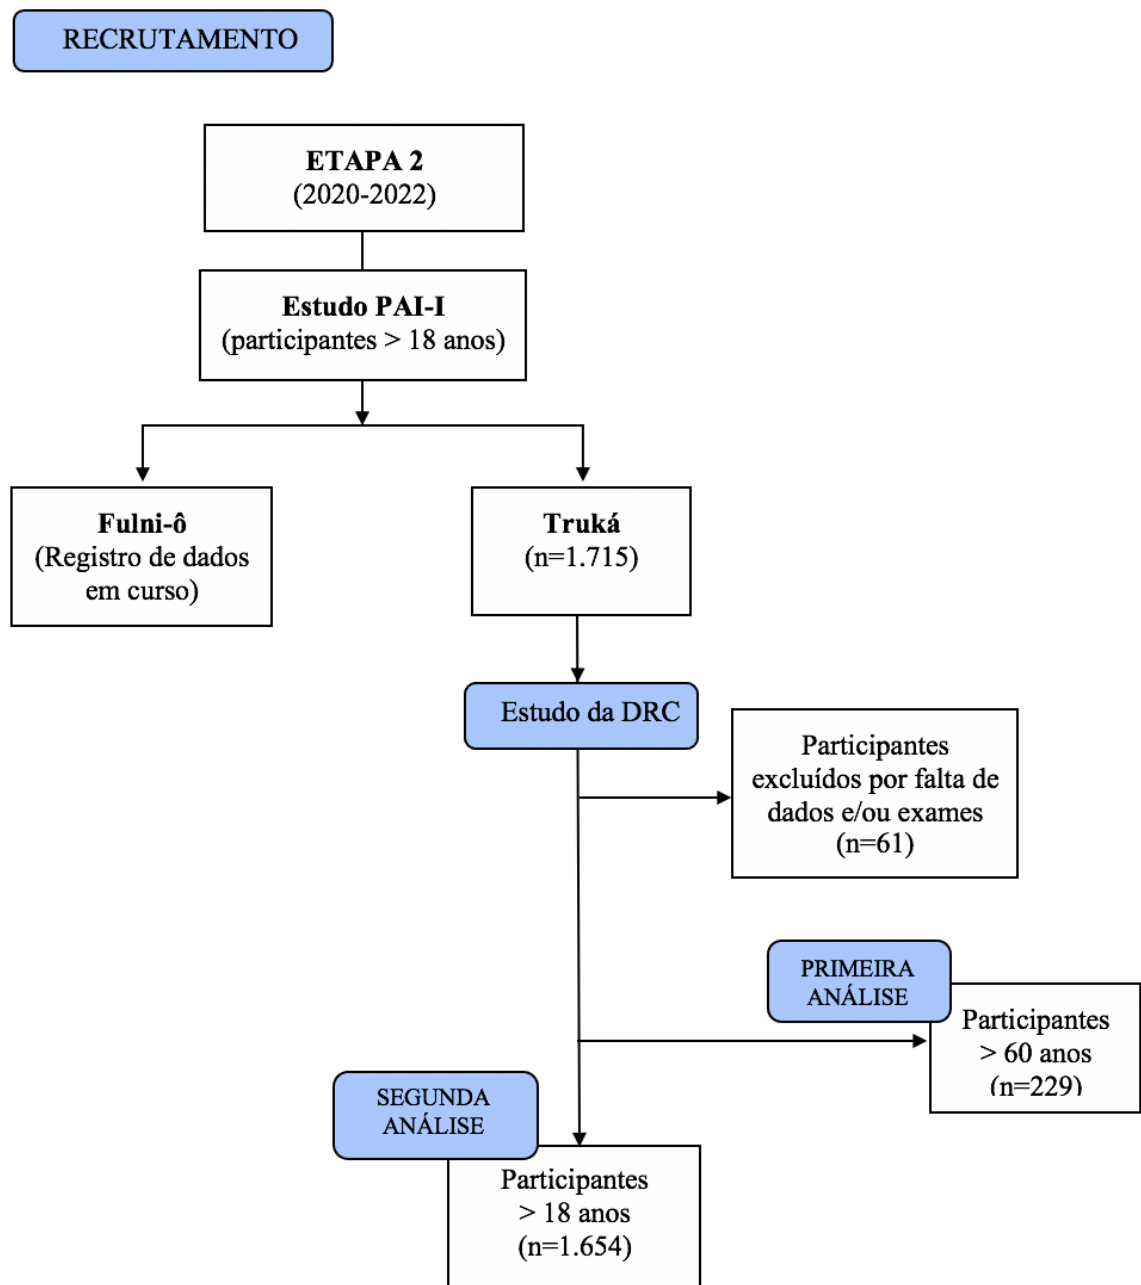 RECRUTAMENTO
ETAPA 2
(2020-2022)
Estudo PAI-I
(participantes > 18 anos)
Fulni-ô
(Registro de dados
em curso)
Truká
(n=1.715)
Estudo da DRC
Participantes
excluídos por falta de
dados e/ou exames
(n=61)
PRIMEIRA
ANÁLISE
Participantes
> 60 anos
(n=229)
SEGUNDA
ANÁLISE
Participantes
> 18 anos
(n=1.654)